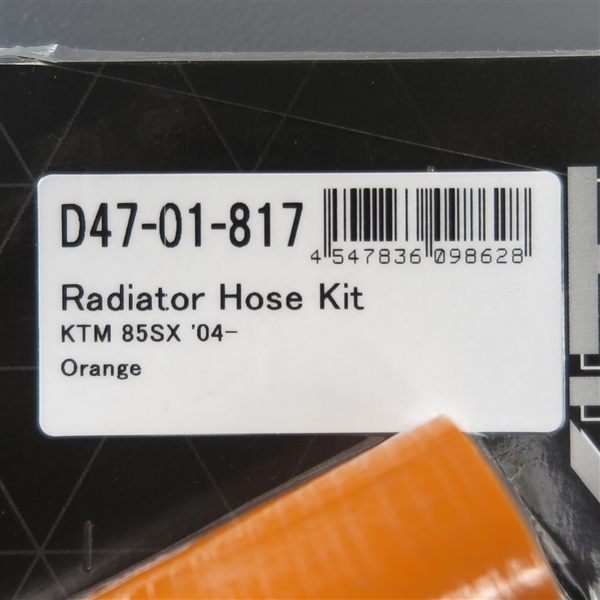 D47-01-817
4 547836 098628
Radiator Hose Kit
KTM 85SX '04-
Orange